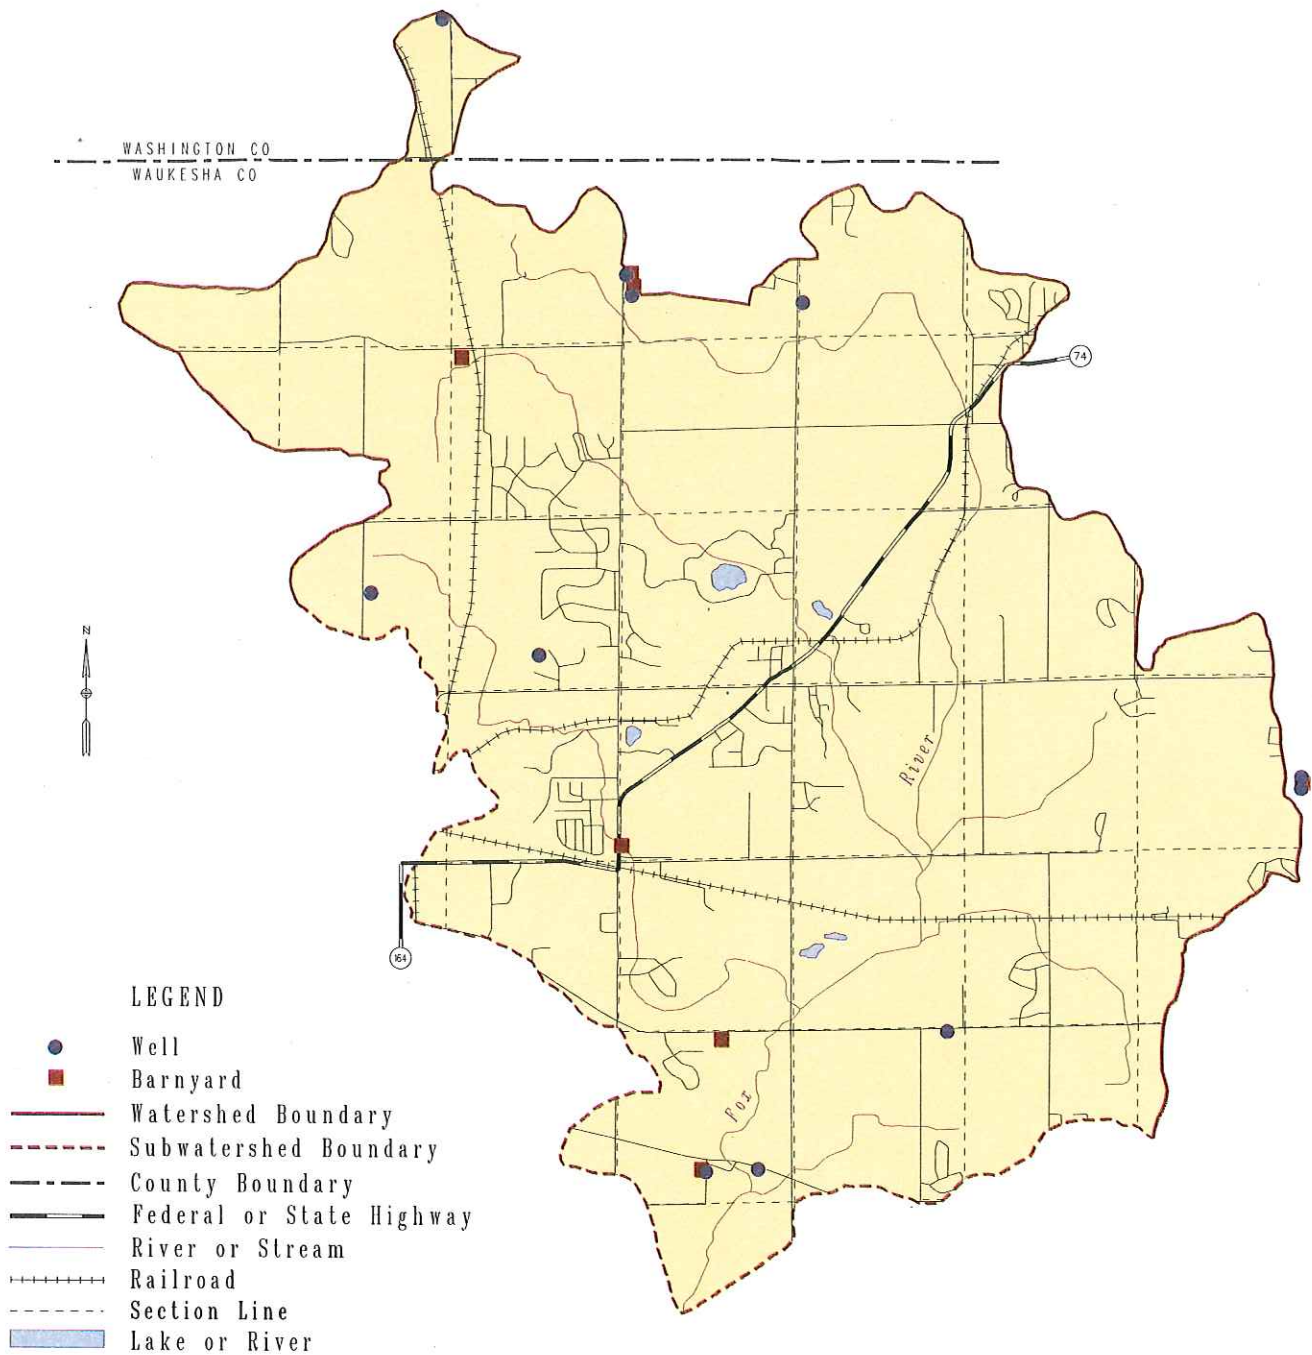 WASHINGTON CO
WAUKESHA CO
74
N
River
164
Fox
LEGEND
Well
Barnyard
Watershed Boundary
Subwatershed Boundary
County Boundary
Federal or State Highway
River or Stream
Railroad
Section Line
Lake or River